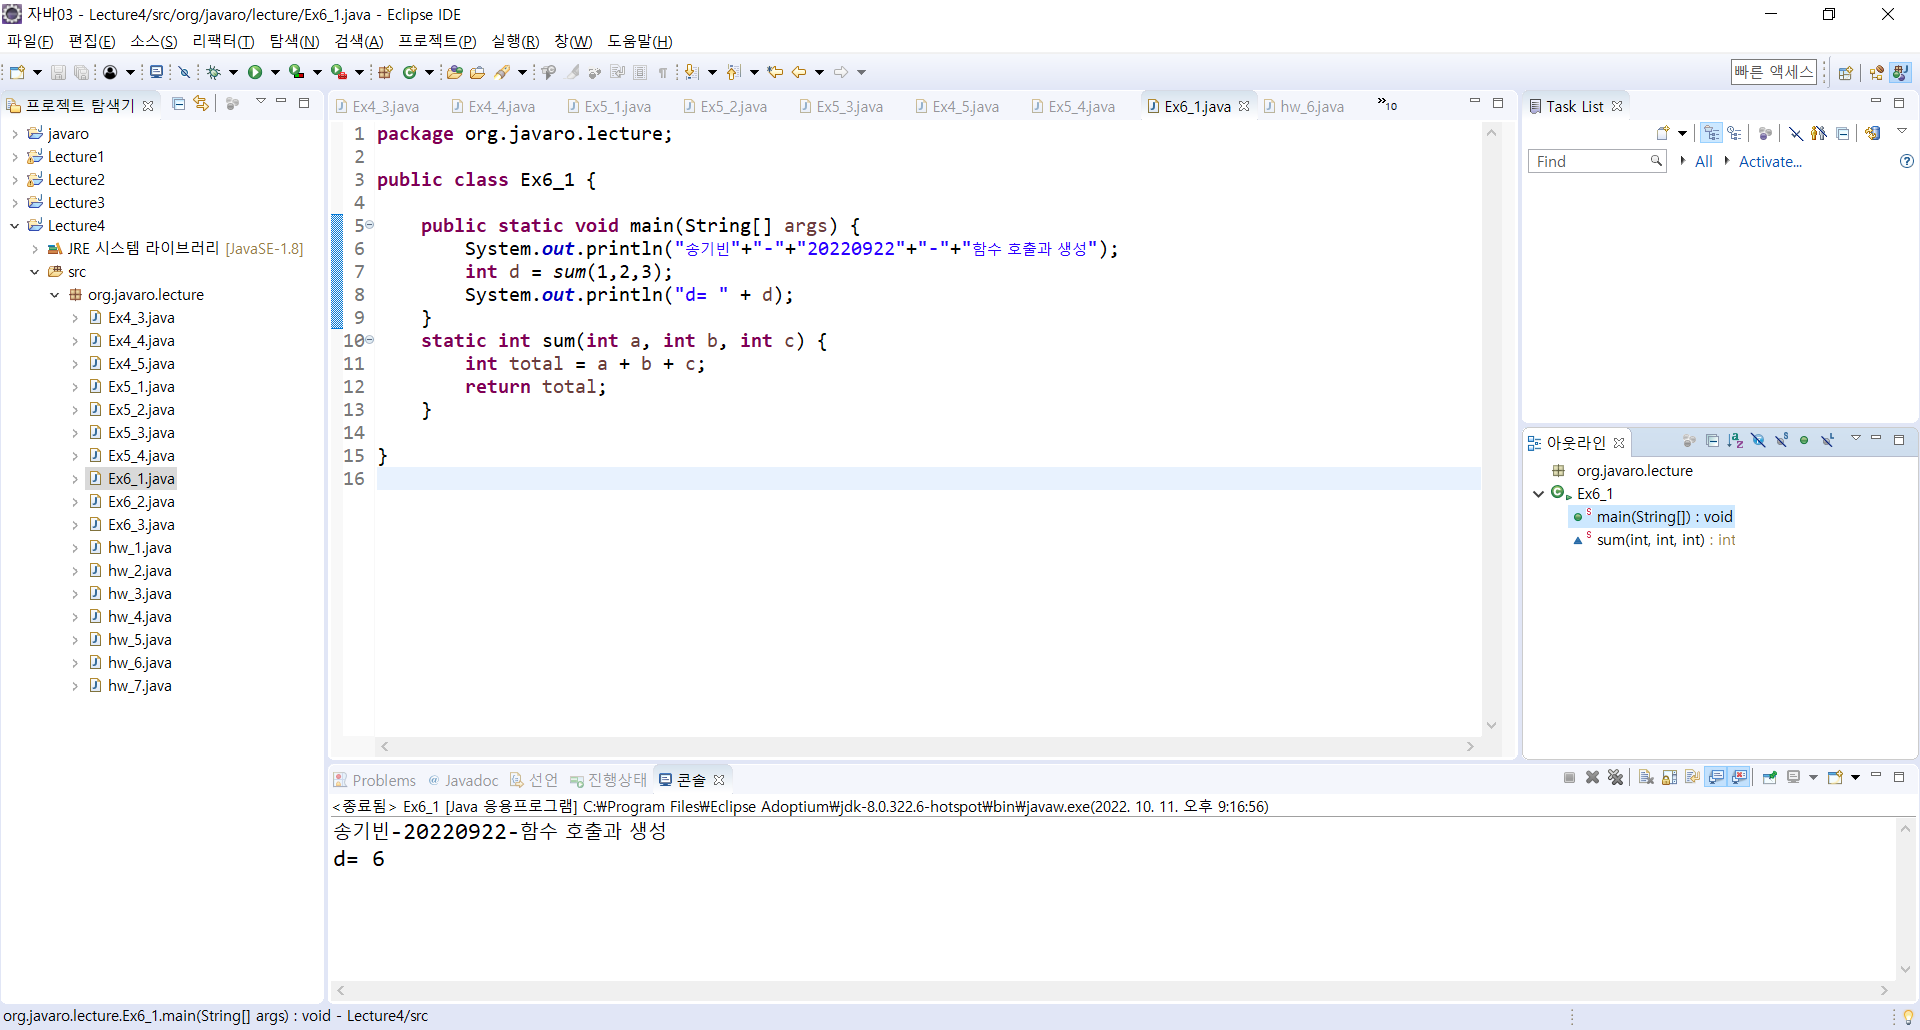 자바03 - Lecture4/src/org/javaro/lecture/Ex6_1.java - Eclipse IDE
파일(F) 편집(E) 소스(S) 리팩터(T) 탐색(N) 검색(A) 프로젝트(P) 실행(R) 창(W) 도움말(H)
빠른 액세스
프로젝트 탐색기
javaro
Lecture1
Lecture2
Lecture3
Lecture4
JRE 시스템 라이브러리 [JavaSE-1.8]
src
org.javaro.lecture
Ex4_3.java
Ex4_4.java
Ex4_5.java
Ex5_1.java
Ex5_2.java
Ex5_3.java
Ex5_4.java
Ex6_1.java
Ex6_2.java
Ex6_3.java
hw_1.java
hw_2.java
hw_3.java
hw_4.java
hw_5.java
hw_6.java
hw_7.java
Ex4_3.java Ex4_4.java Ex5_1.java Ex5_2.java Ex5_3.java Ex4_5.java Ex5_4.java Ex6_1.java hw_6.java »10
1 package org.javaro.lecture;
2
3 public class Ex6_1 {
4
5 public static void main(String[] args) {
6 System.out.println("송기빈"+"-"+"20220922"+"-"+"함수 호출과 생성");
7 int d = sum(1,2,3);
8 System.out.println("d= " + d);
9 }
10 static int sum(int a, int b, int c) {
11 int total = a + b + c;
12 return total;
13 }
14
15 }
16
Task List
Find All Activate...
아웃라인
org.javaro.lecture
Ex6_1
main(String[]) : void
sum(int, int, int) : int
Problems Javadoc 선언 진행상태 콘솔
<종료됨> Ex6_1 [Java 응용프로그램] C:₩Program Files₩Eclipse Adoptium₩jdk-8.0.322.6-hotspot₩bin₩javaw.exe(2022. 10. 11. 오후 9:16:56)
송기빈-20220922-함수 호출과 생성
d= 6
org.javaro.lecture.Ex6_1.main(String[] args) : void - Lecture4/src